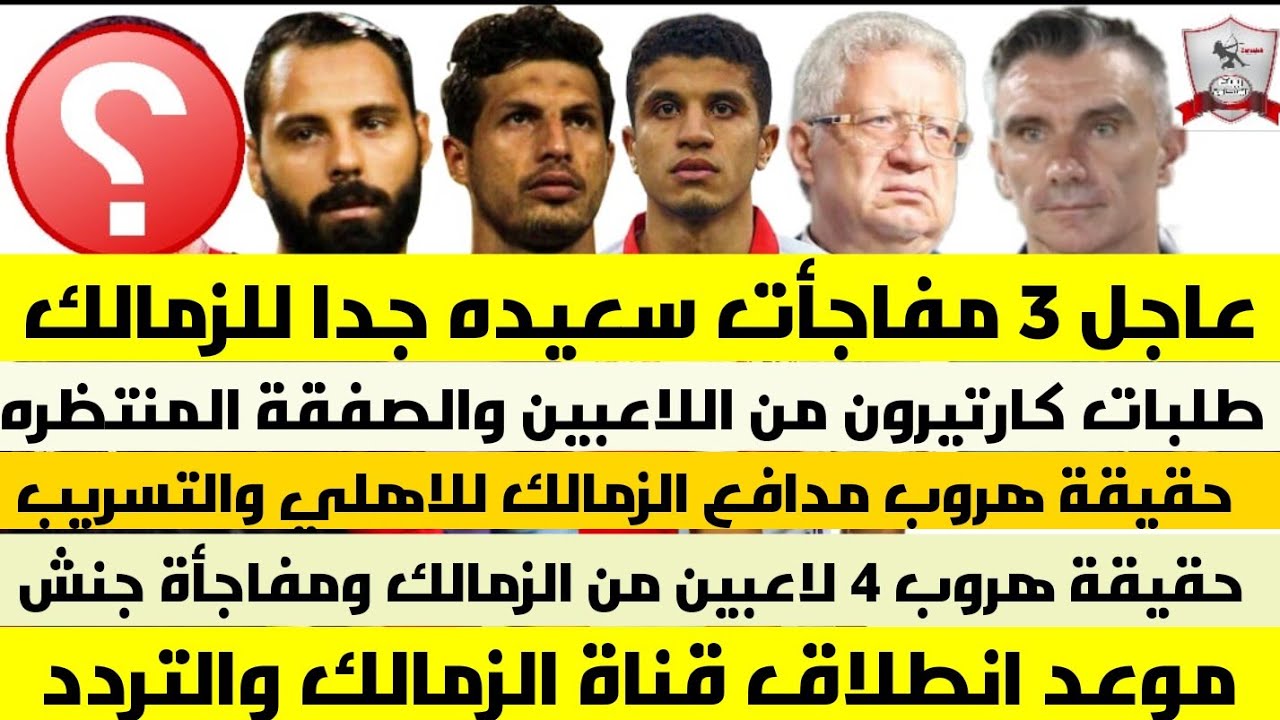 ؟
عاجل 3 مفاجأت سعيده جدا للزمالك
طلبات كارتيرون من اللاعبين والصفقة المنتظره
حقيقة هروب مدافع الزمالك للاهلي والتسريب
حقيقة هروب 4 لاعبين من الزمالك ومفاجأة جنش
موعد انطلاق قناة الزمالك والتردد